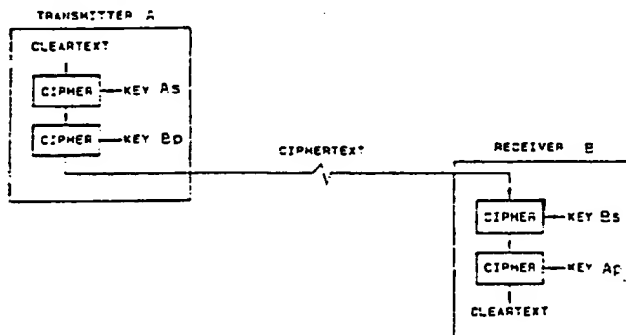 TRANSMITTER A
CLEARTEXT
CIPHER KEY As
CIPHER KEY Bp
CIPHERTEXT
RECEIVER B
CIPHER KEY Bs
CIPHER KEY Ap
CLEARTEXT